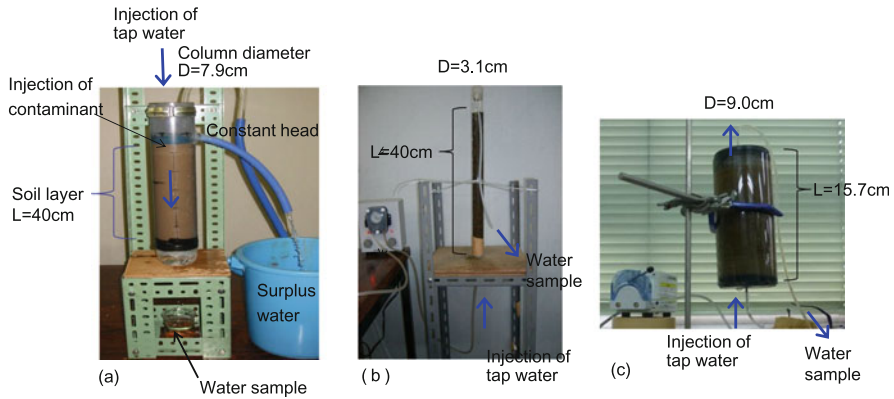 Injection of
tap water
Column diameter
D=7.9cm
Injection of
contaminant
Constant head
Soil layer
L=40cm
Surplus
water
Water sample
(a)
D=3.1cm
L=40cm
Water
sample
Injection of
tap water
(b)
D=9.0cm
L=15.7cm
Injection of
tap water
Water
sample
(c)